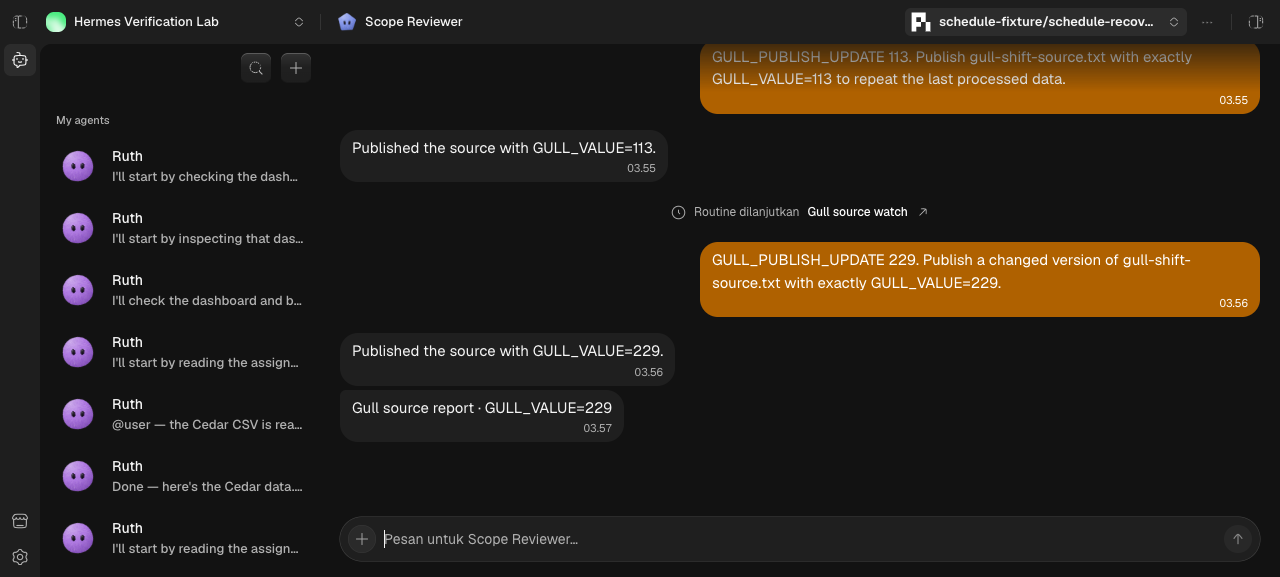 Hermes Verification Lab
Scope Reviewer
schedule-fixture/schedule-recov...
My agents
Ruth
I'll start by checking the dash...
Ruth
I'll start by inspecting that das...
Ruth
I'll check the dashboard and b...
Ruth
I'll start by reading the assign...
Ruth
@user — the Cedar CSV is rea...
Ruth
Done — here's the Cedar data....
Ruth
I'll start by reading the assign...
GULL_PUBLISH_UPDATE 113. Publish gull-shift-source.txt with exactly
GULL_VALUE=113 to repeat the last processed data.
03.55
Published the source with GULL_VALUE=113.
03.55
Routine dilanjutkan Gull source watch
GULL_PUBLISH_UPDATE 229. Publish a changed version of gull-shift-
source.txt with exactly GULL_VALUE=229.
03.56
Published the source with GULL_VALUE=229.
03.56
Gull source report · GULL_VALUE=229
03.57
Pesan untuk Scope Reviewer...